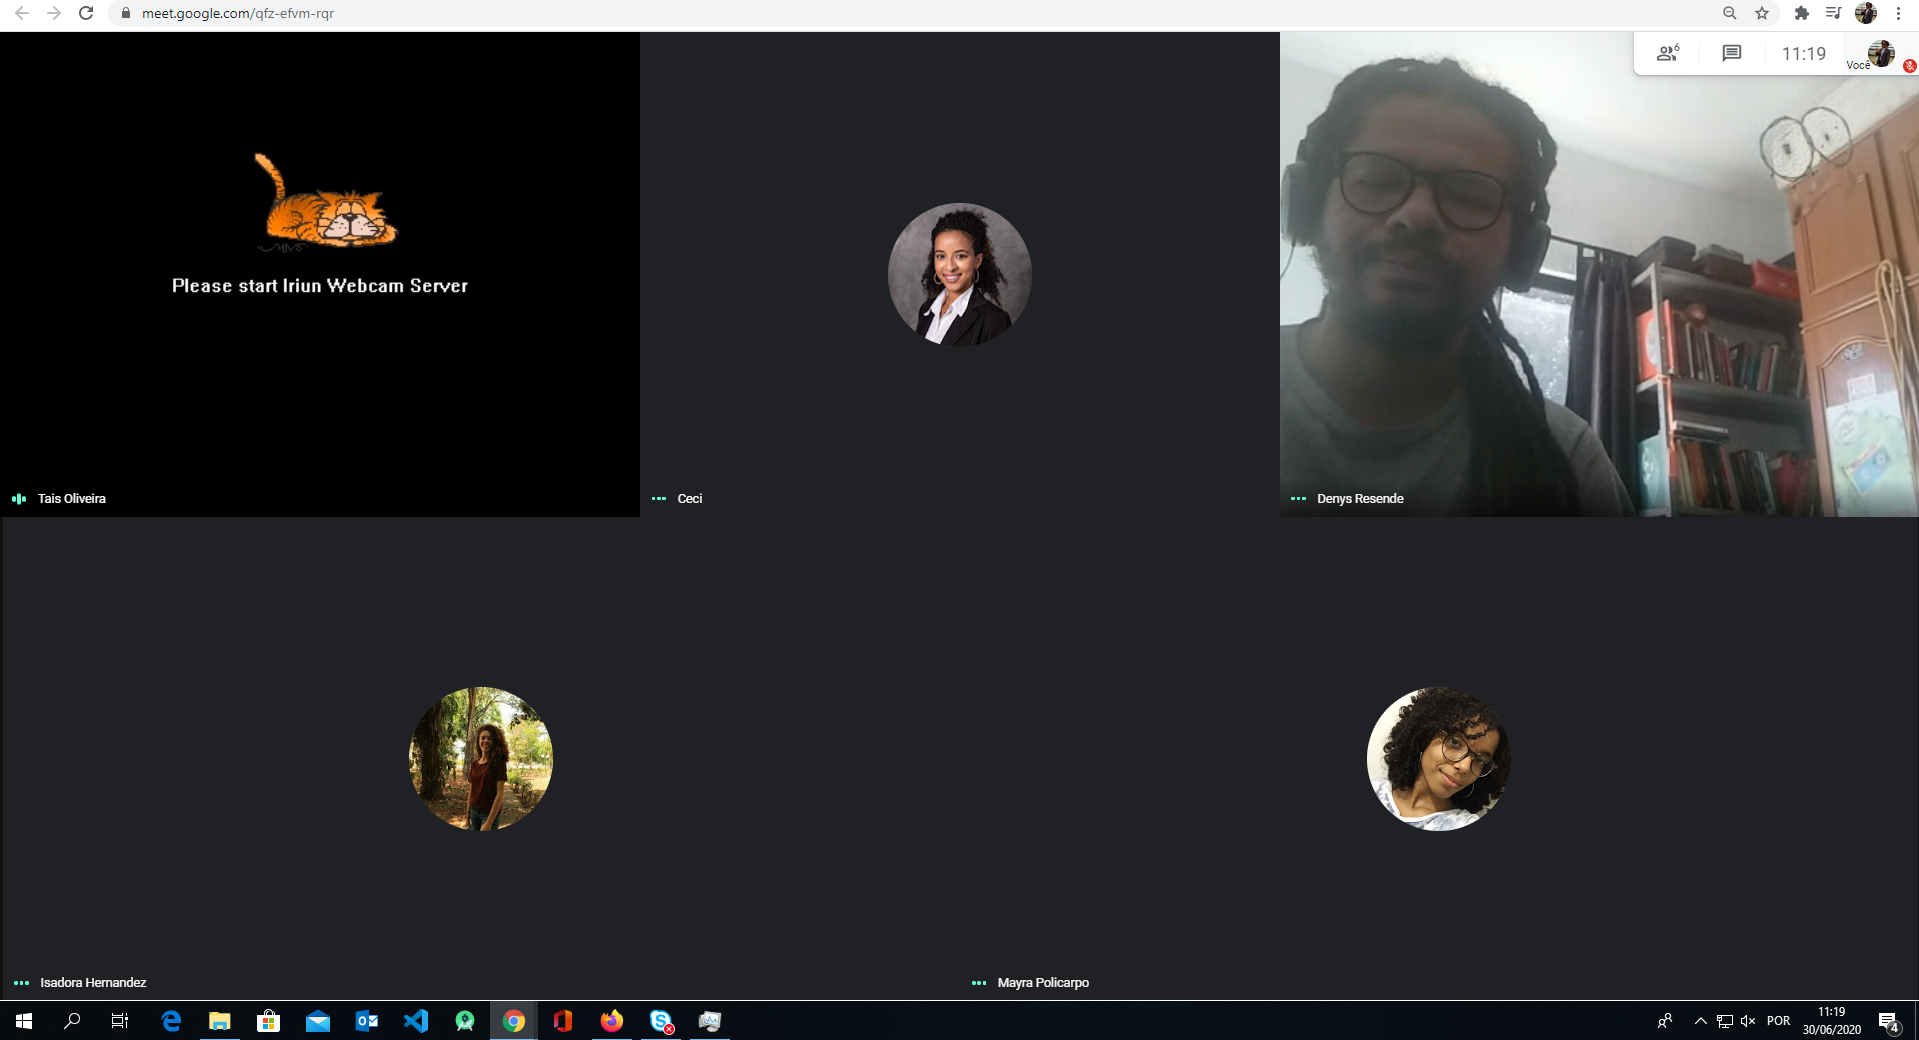 meet.google.com/qfz-efvm-rqr
6
11:19
Você
Please start Iriun Webcam Server
Tais Oliveira
Ceci
Denys Resende
Isadora Hernandez
Mayra Policarpo
POR
11:19
30/06/2020
4